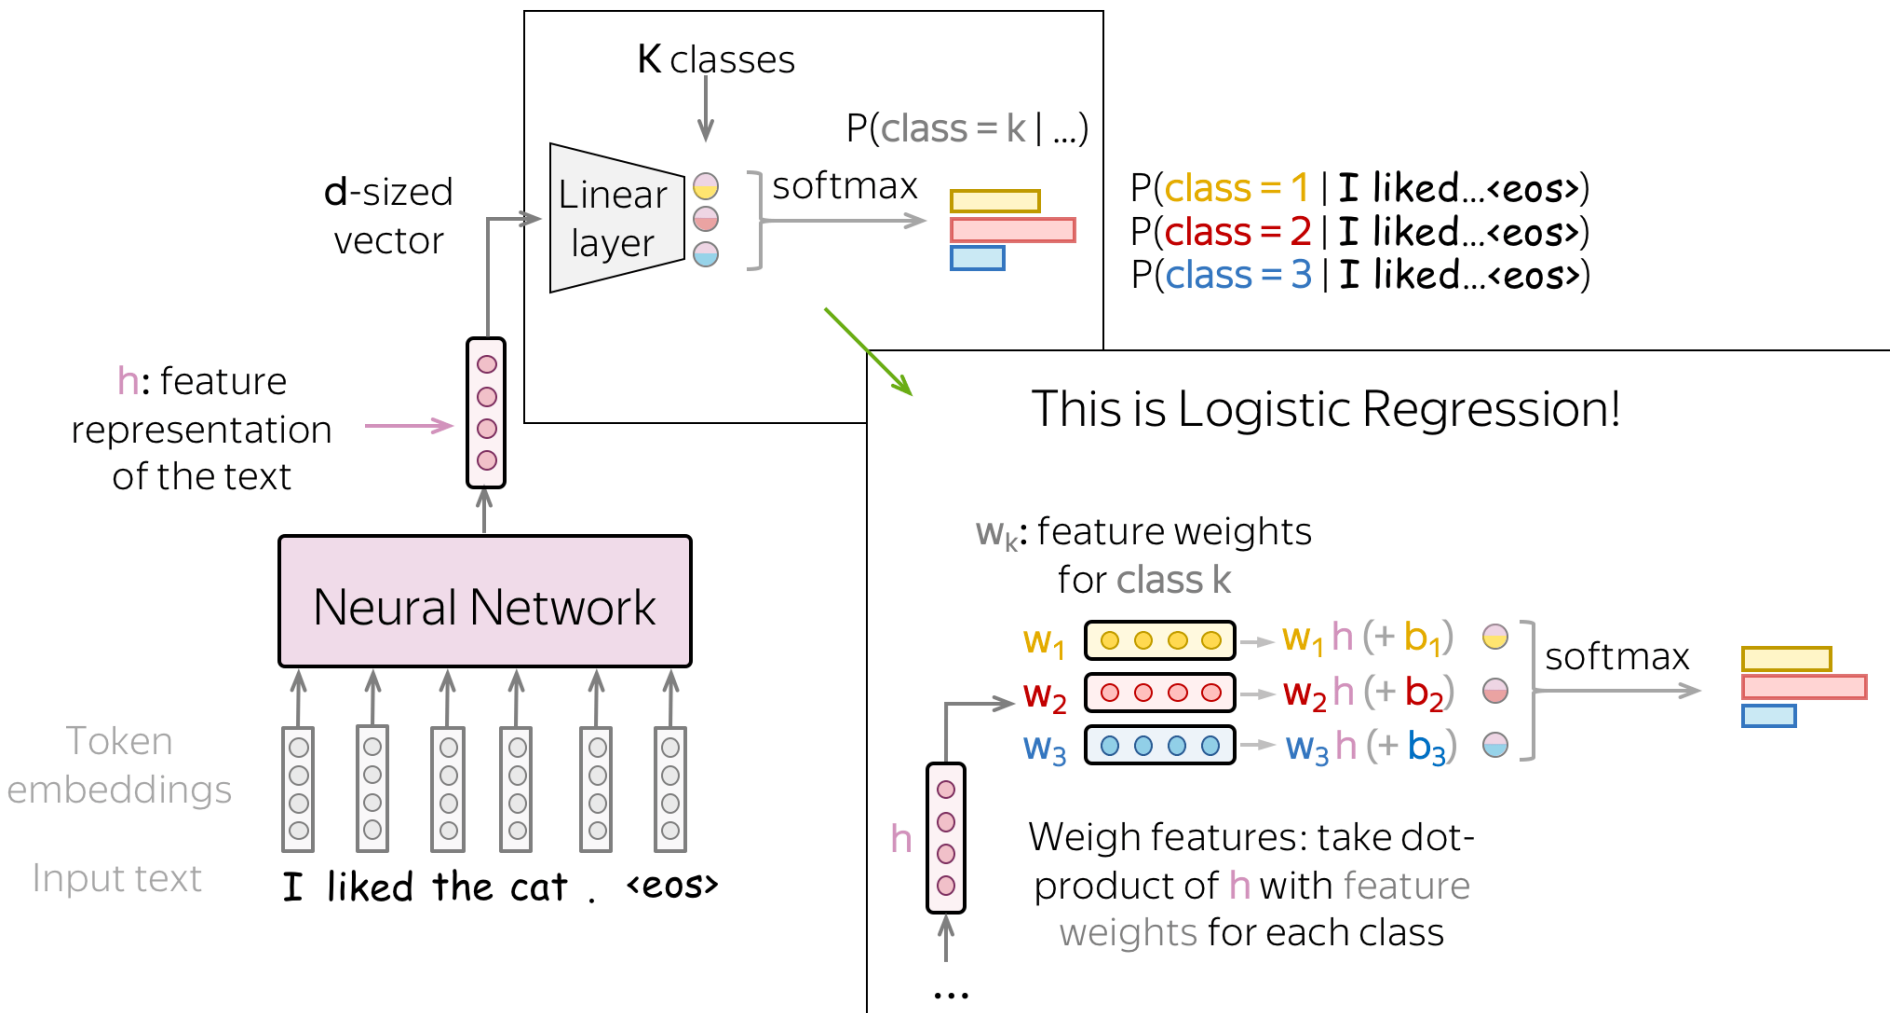 K classes
P(class = k | ...)
d-sized
vector
Linear
layer
softmax
P(class = 1 | I liked...<eos>)
P(class = 2 | I liked...<eos>)
P(class = 3 | I liked...<eos>)
h: feature
representation
of the text
Neural Network
Token
embeddings
Input text
I liked the cat . <eos>
This is Logistic Regression!
wₖ: feature weights
for class k
w₁ w₁ h (+ b₁)
w₂ w₂ h (+ b₂)
w₃ w₃ h (+ b₃)
softmax
h
Weigh features: take dot-
product of h with feature
weights for each class
...